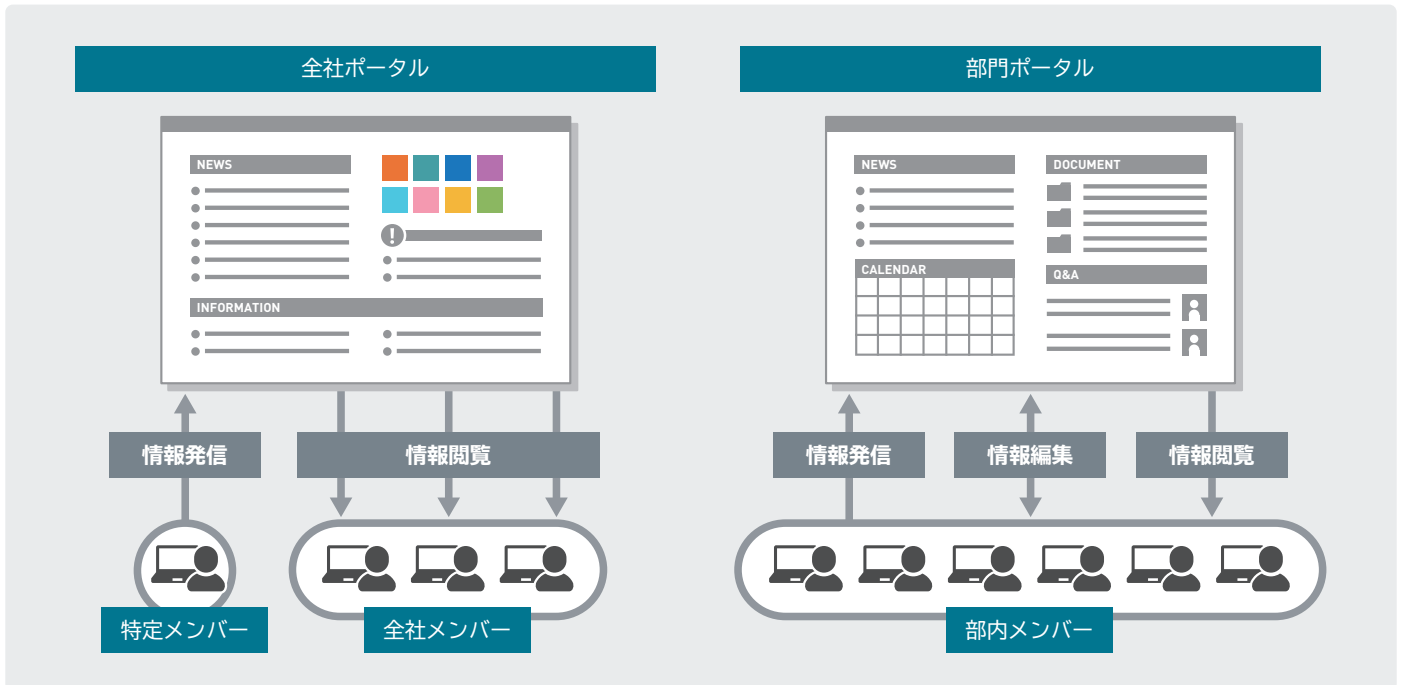 全社ポータル
NEWS
INFORMATION
情報発信
情報閲覧
特定メンバー
全社メンバー
部門ポータル
NEWS
DOCUMENT
CALENDAR
Q&A
情報発信
情報編集
情報閲覧
部内メンバー